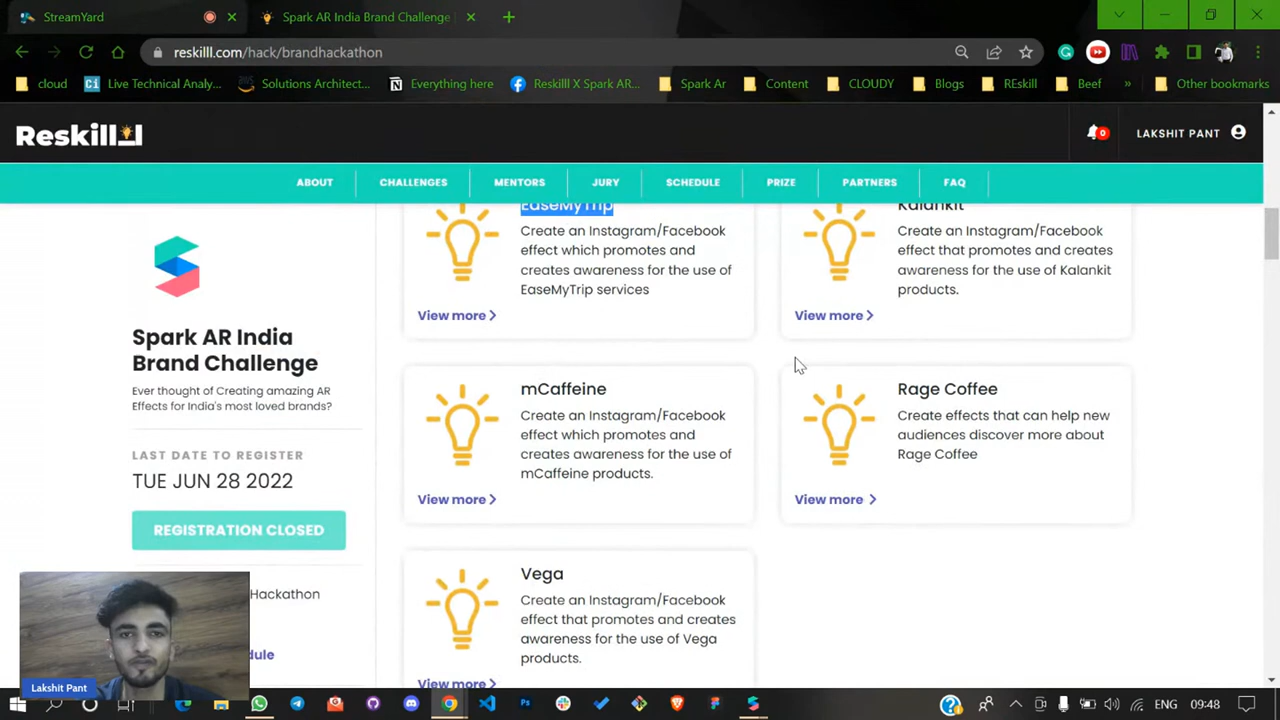 StreamYard
Spark AR India Brand Challenge
reskilll.com/hack/brandhackathon
cloud
Live Technical Analy...
Solutions Architect...
Everything here
Reskilll X Spark AR...
Spark Ar
Content
CLOUDY
Blogs
REskill
Beef
»
Other bookmarks
Reskilll
0
LAKSHIT PANT
ABOUT
CHALLENGES
MENTORS
JURY
SCHEDULE
PRIZE
PARTNERS
FAQ
Spark AR India
Brand Challenge
Ever thought of Creating amazing AR
Effects for India's most loved brands?
LAST DATE TO REGISTER
TUE JUN 28 2022
REGISTRATION CLOSED
Hackathon
dule
EaseMyTrip
Create an Instagram/Facebook
effect which promotes and
creates awareness for the use of
EaseMyTrip services
View more
Kalankit
Create an Instagram/Facebook
effect that promotes and
creates awareness for the use of Kalankit
products.
View more
mCaffeine
Create an Instagram/Facebook
effect which promotes and
creates awareness for the use of
mCaffeine products.
View more
Rage Coffee
Create effects that can help new
audiences discover more about
Rage Coffee
View more
Vega
Create an Instagram/Facebook
effect that promotes and creates
awareness for the use of Vega
products.
View more
Lakshit Pant
ENG
09:48